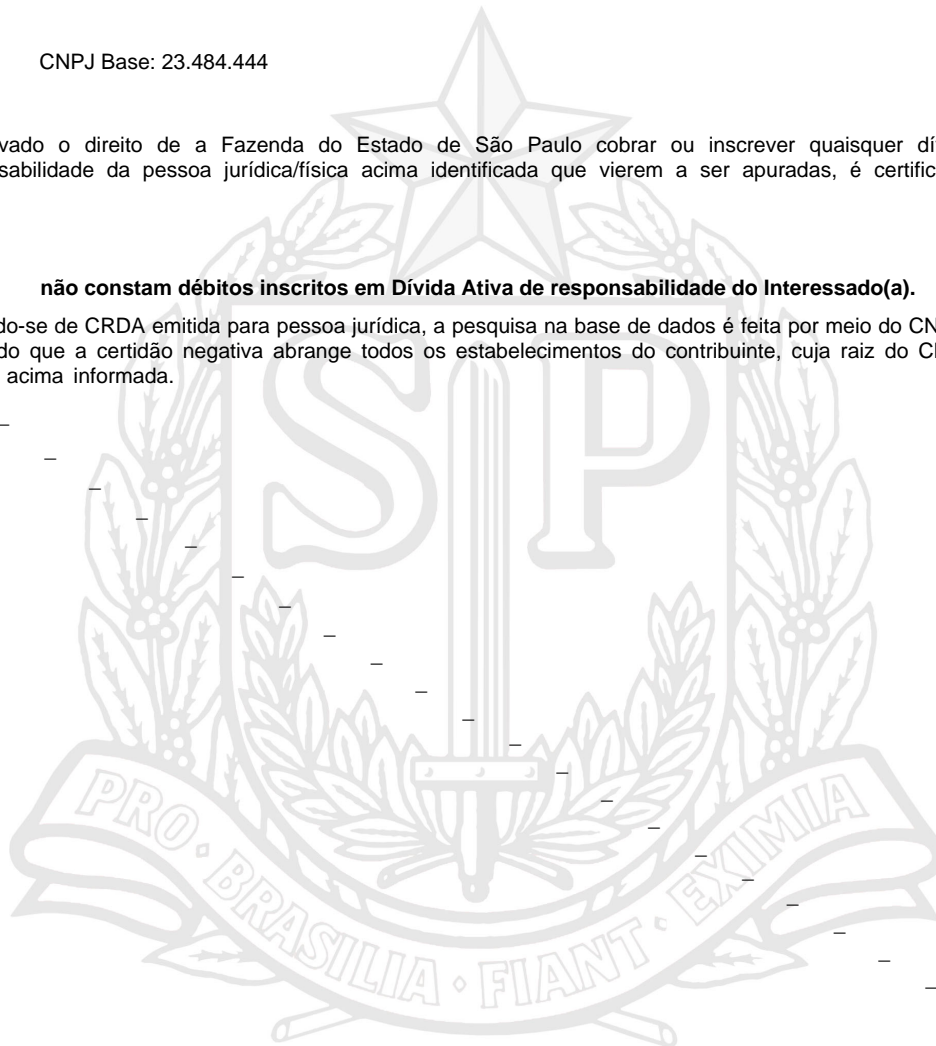 CNPJ Base: 23.484.444
vado o direito de a Fazenda do Estado de São Paulo cobrar ou inscrever quaisquer dí
sabilidade da pessoa jurídica/física acima identificada que vierem a ser apuradas, é certific
não constam débitos inscritos em Dívida Ativa de responsabilidade do Interessado(a).
do-se de CRDA emitida para pessoa jurídica, a pesquisa na base de dados é feita por meio do CN
do que a certidão negativa abrange todos os estabelecimentos do contribuinte, cuja raiz do C
acima informada.
SP
PRO · BRASILIA · FIANT · EXIMIA